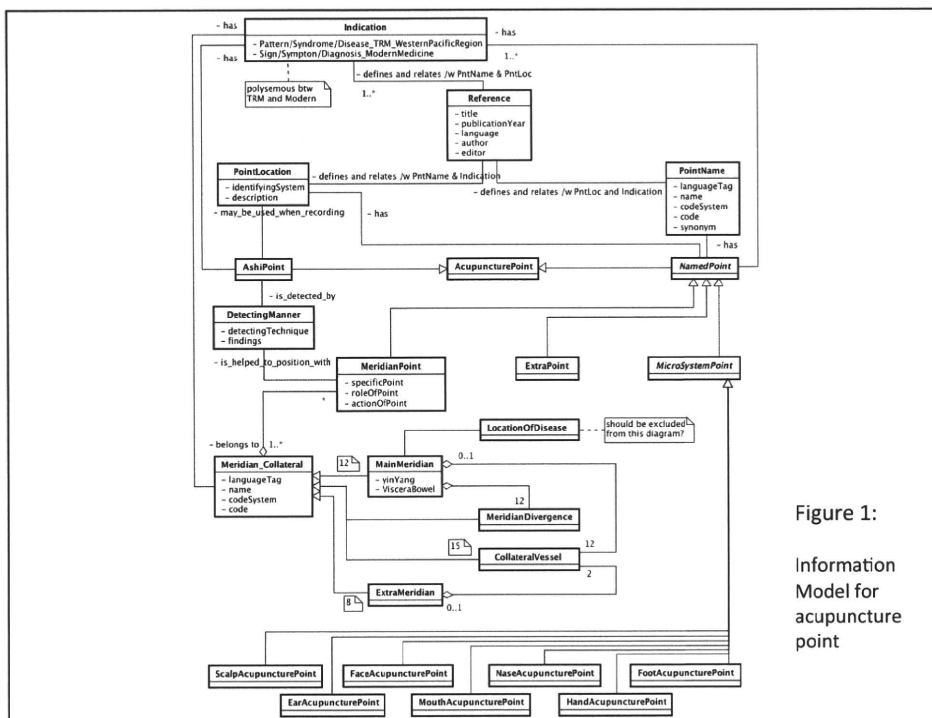 - has
Indication
- has
- Pattern/Syndrome/Disease_TRM_WesternPacificRegion
- Sign/Sympton/Diagnosis_ModernMedicine
- has
1..*
polysemous btw
TRM and Modern
- defines and relates /w PntName & PntLoc
1..*
Reference
- title
- publicationYear
- language
- author
- editor
PointLocation
- identifyingSystem
- description
- defines and relates /w PntName & Indication
PointName
- languageTag
- name
- codeSystem
- code
- synonym
- defines and relates /w PntLoc and Indication
- may_be_used_when_recording
- has
- has
AshiPoint
AcupuncturePoint
NamedPoint
- is_detected_by
DetectingManner
- detectingTechnique
- findings
- is_helped_to_position_with
MeridianPoint
- specificPoint
- roleOfPoint
- actionOfPoint
ExtraPoint
MicroSystemPoint
*
LocationOfDisease
should be excluded
from this diagram?
- belongs to
1..*
Meridian_Collateral
- languageTag
- name
- codeSystem
- code
12
MainMeridian
- yinYang
- VisceraBowel
0..1
12
MeridianDivergence
15
CollateralVessel
12
2
8
ExtraMeridian
0..1
Figure 1:
Information
Model for
acupuncture
point
ScalpAcupuncturePoint
FaceAcupuncturePoint
NaseAcupuncturePoint
FootAcupuncturePoint
EarAcupuncturePoint
MouthAcupuncturePoint
HandAcupuncturePoint